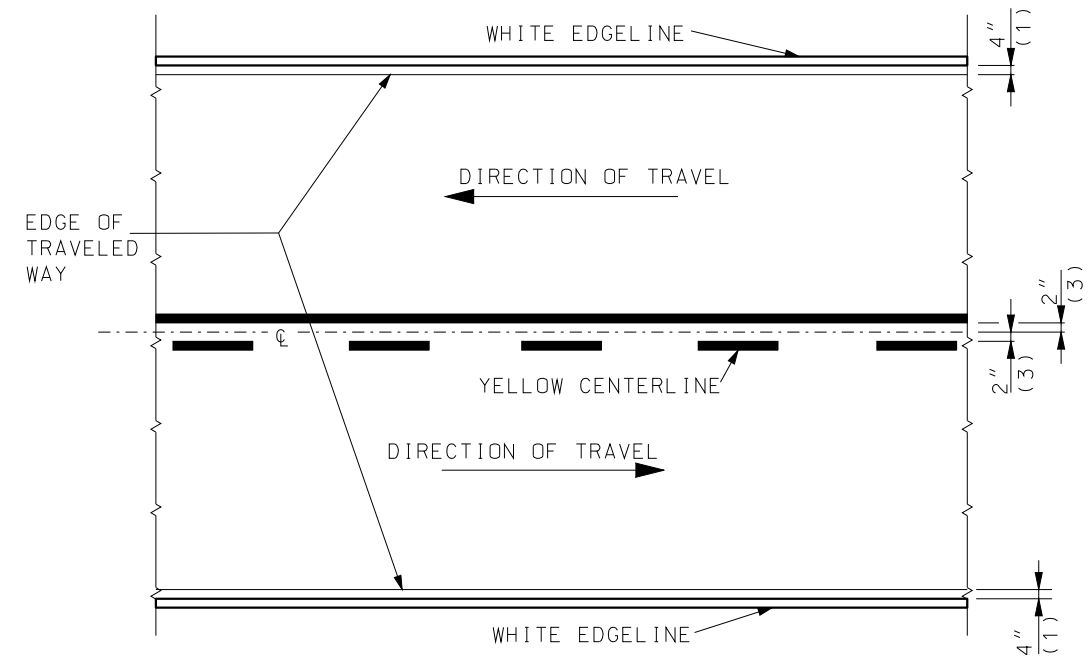 WHITE EDGELINE
4"
(1)
DIRECTION OF TRAVEL
EDGE OF
TRAVELED
WAY
2"
(3)
℄
2"
(3)
YELLOW CENTERLINE
DIRECTION OF TRAVEL
WHITE EDGELINE
4"
(1)